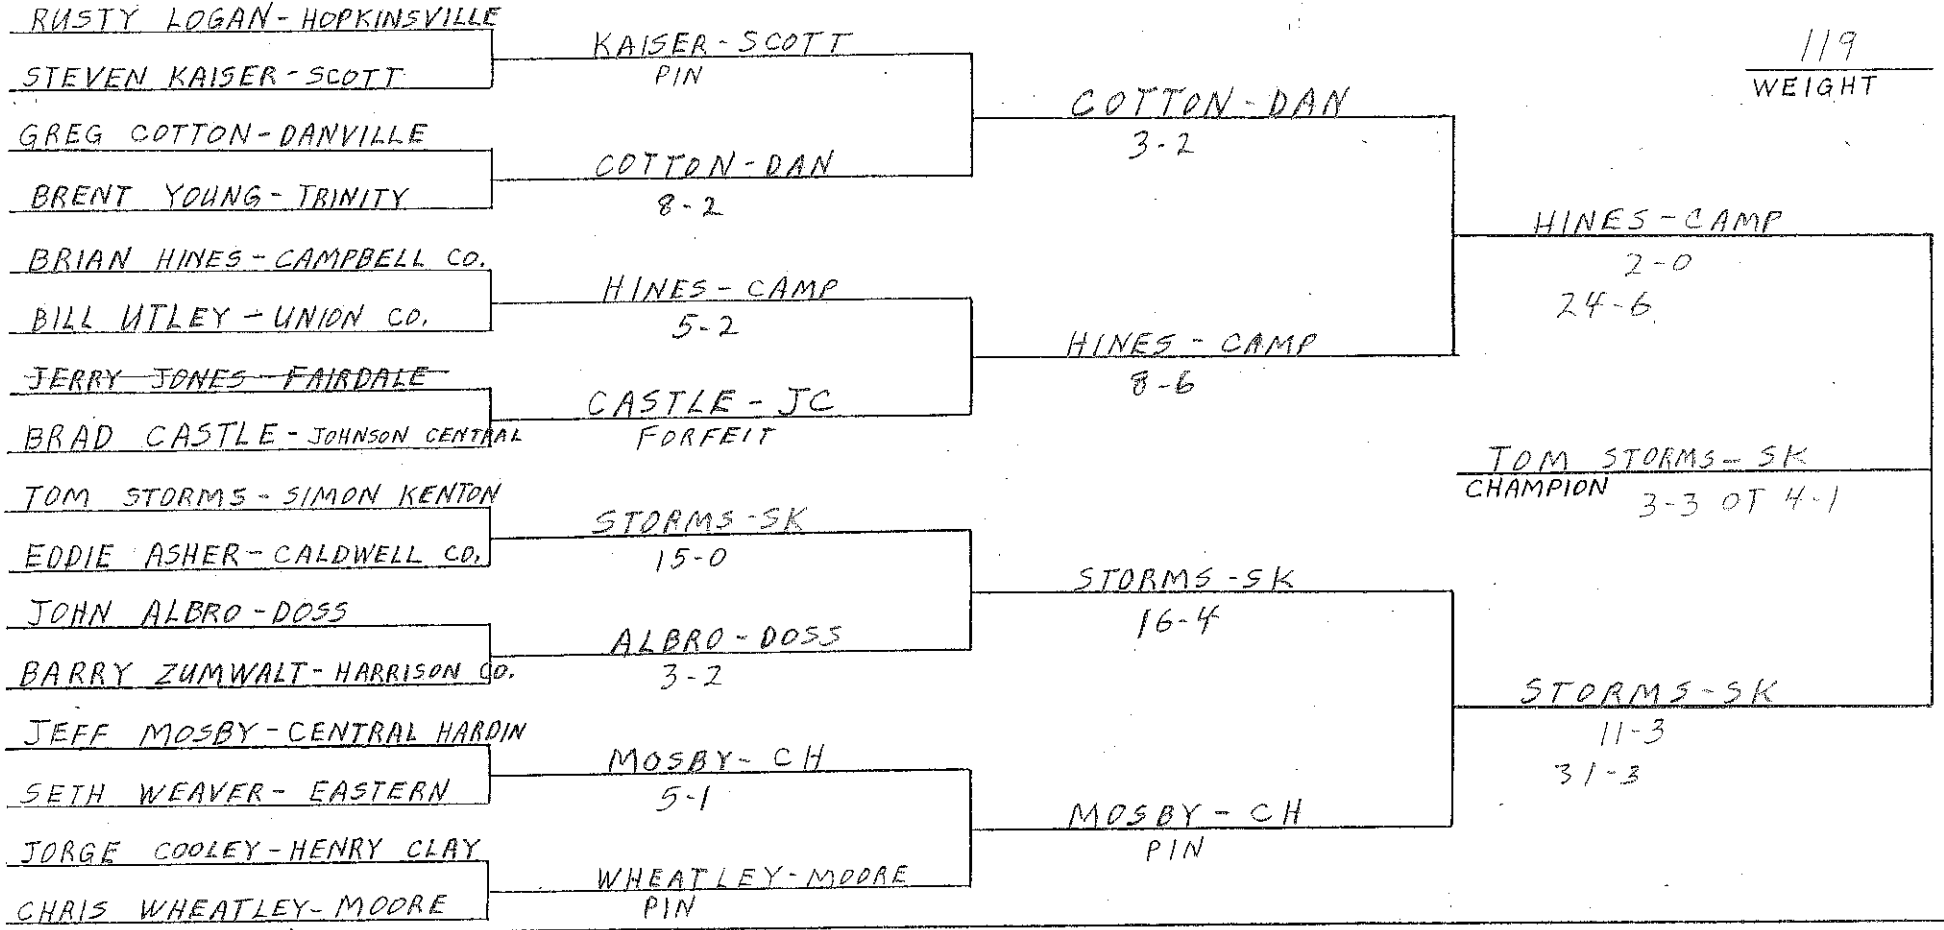 RUSTY LOGAN - HOPKINSVILLE
STEVEN KAISER - SCOTT
GREG COTTON - DANVILLE
BRENT YOUNG - TRINITY
BRIAN HINES - CAMPBELL CO.
BILL UTLEY - UNION CO.
JERRY JONES - FAIRDALE
BRAD CASTLE - JOHNSON CENTRAL
TOM STORMS - SIMON KENTON
EDDIE ASHER - CALDWELL CO.
JOHN ALBRO - DOSS
BARRY ZUMWALT - HARRISON CO.
JEFF MOSBY - CENTRAL HARDIN
SETH WEAVER - EASTERN
JORGE COOLEY - HENRY CLAY
CHRIS WHEATLEY - MOORE
KAISER - SCOTT
PIN
COTTON - DAN
8-2
HINES - CAMP
5-2
CASTLE - JC
FORFEIT
STORMS - SK
15-0
ALBRO - DOSS
3-2
MOSBY - CH
5-1
WHEATLEY - MOORE
PIN
COTTON - DAN
3-2
HINES - CAMP
8-6
STORMS - SK
16-4
MOSBY - CH
PIN
HINES - CAMP
2-0
24-6
STORMS - SK
11-3
31-3
TOM STORMS - SK
CHAMPION
3-3 OT 4-1
119
WEIGHT